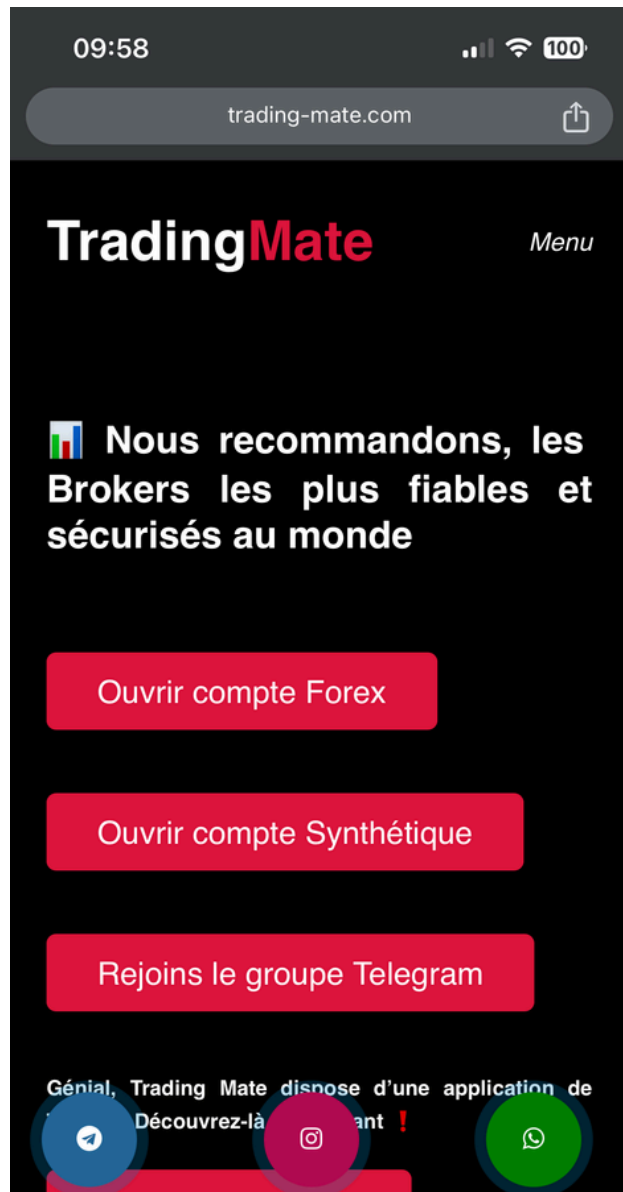 09:58
100
trading-mate.com
TradingMate
Menu
Nous recommandons, les
Brokers les plus fiables et
sécurisés au monde
Ouvrir compte Forex
Ouvrir compte Synthétique
Rejoins le groupe Telegram
Génial, Trading Mate dispose d'une application de
Découvrez-là ant !